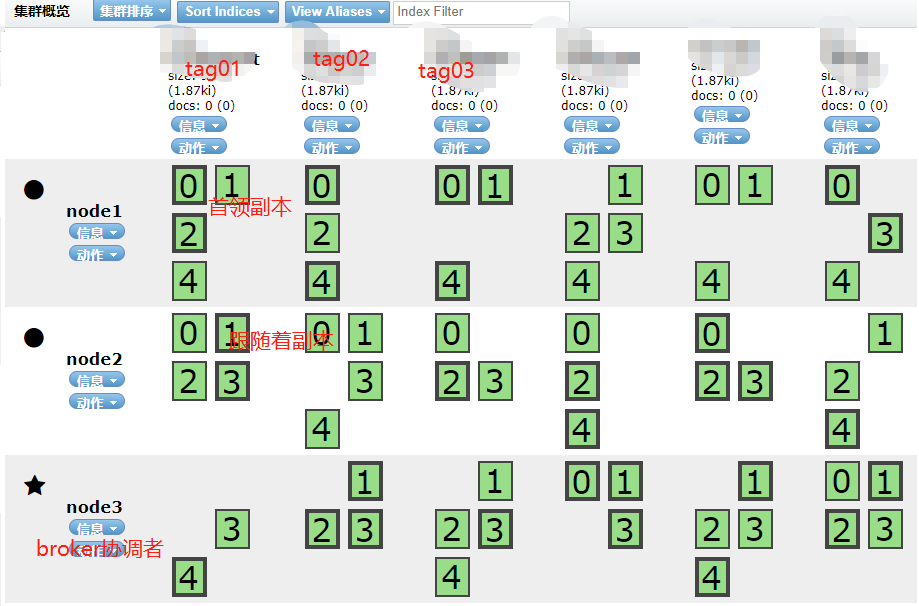 集群概览 集群排序 Sort Indices View Aliases Index Filter
tag01 t tag02 tag03
(1.87ki) (1.87ki) (1.87ki) (1.87ki) (1.87ki) (1.87ki)
docs: 0 (0) docs: 0 (0) docs: 0 (0) docs: 0 (0) docs: 0 (0) docs: 0 (0)
信息 信息 信息 信息 信息 信息
动作 动作 动作 动作 动作 动作
0 1 0 0 1 1 0 1 0
首领副本
node1
信息
动作
2 2 2 3 3
4 4 4 4 4 4
0 1 0 1 0 0 0 1
跟随着副本
node2
信息
动作
2 3 3 2 3 2 2 3 2
4 4 4
1 1 0 1 1 0 1
node3
信息
3 2 3 2 3 3 2 3 2 3
broker协调者
4 4 4